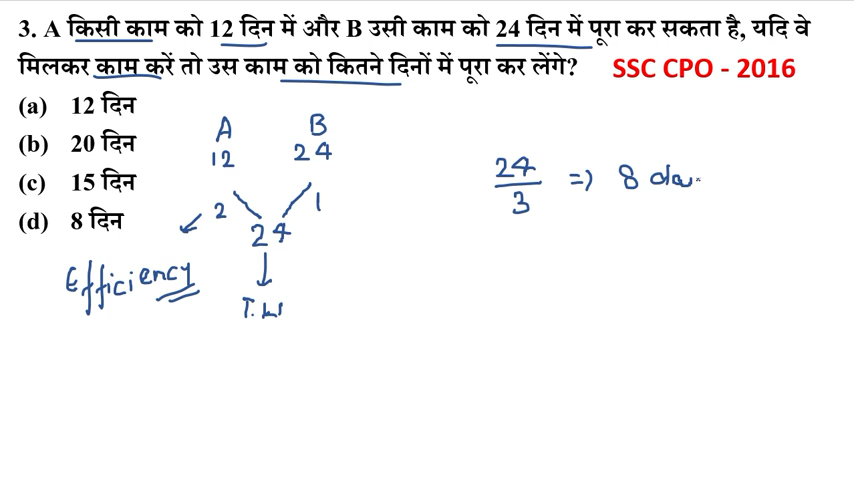 3. A किसी काम को 12 दिन में और B उसी काम को 24 दिन में पूरा कर सकता है, यदि वे
मिलकर काम करें तो उस काम को कितने दिनों में पूरा कर लेंगे? SSC CPO - 2016
(a) 12 दिन
(b) 20 दिन
(c) 15 दिन
(d) 8 दिन
A B
12 24
2 1
24
Efficiency
T.W
24/3 => 8 da